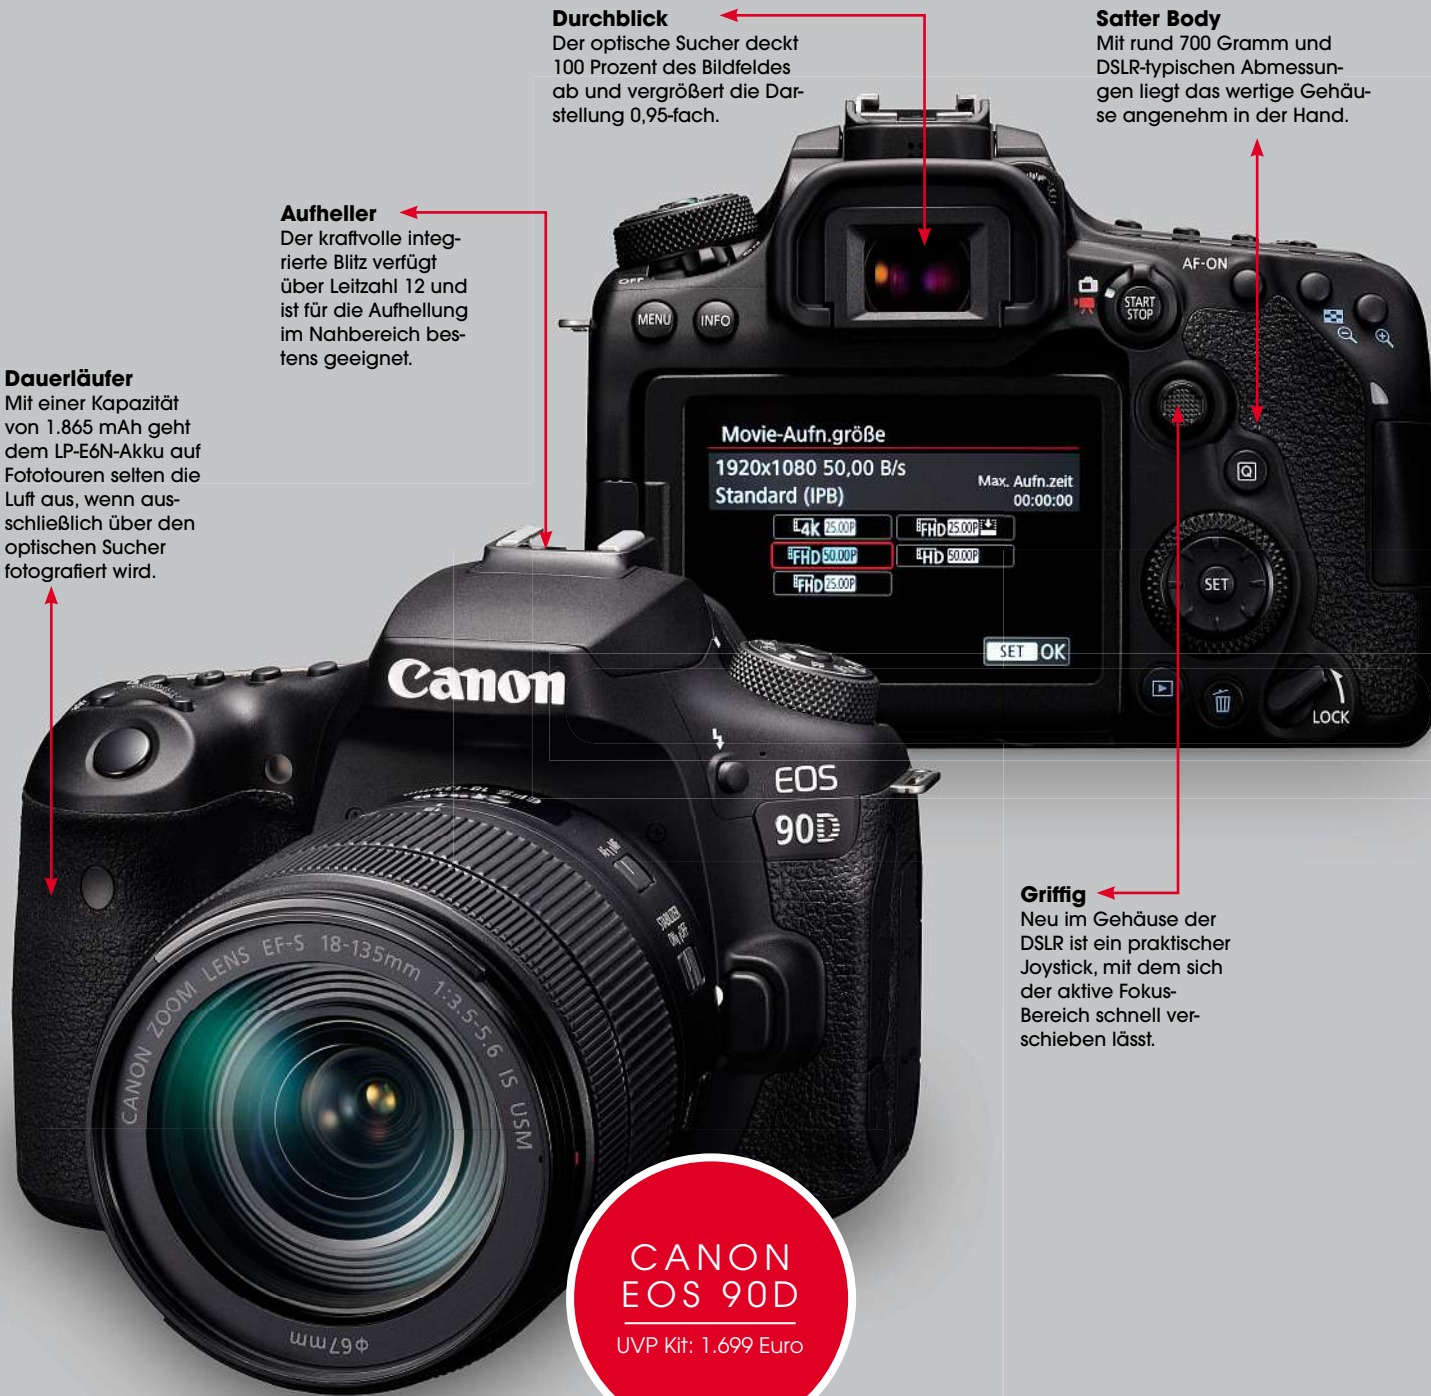 Durchblick
Der optische Sucher deckt
100 Prozent des Bildfeldes
ab und vergrößert die Dar-
stellung 0,95-fach.
Satter Body
Mit rund 700 Gramm und
DSLR-typischen Abmessun-
gen liegt das wertige Gehäu-
se angenehm in der Hand.
Aufheller
Der kraftvolle integ-
rierte Blitz verfügt
über Leitzahl 12 und
ist für die Aufhellung
im Nahbereich bes-
tens geeignet.
Dauerläufer
Mit einer Kapazität
von 1.865 mAh geht
dem LP-E6N-Akku auf
Fototouren selten die
Luft aus, wenn aus-
schließlich über den
optischen Sucher
fotografiert wird.
OFF
MENU
INFO
AF-ON
START
STOP
Q
SET
LOCK
Movie-Aufn.größe
1920x1080 50,00 B/s
Standard (IPB)
Max. Aufn.zeit
00:00:00
4K 25.00P
FHD 25.00P
FHD 50.00P
HD 50.00P
FHD 25.00P
SET OK
Canon
EOS
90D
STABILIZER
ON OFF
CANON ZOOM LENS EF-S 18-135mm 1:3.5-5.6 IS USM
Φ67mm
Griffig
Neu im Gehäuse der
DSLR ist ein praktischer
Joystick, mit dem sich
der aktive Fokus-
Bereich schnell ver-
schieben lässt.
CANON
EOS 90D
UVP Kit: 1.699 Euro